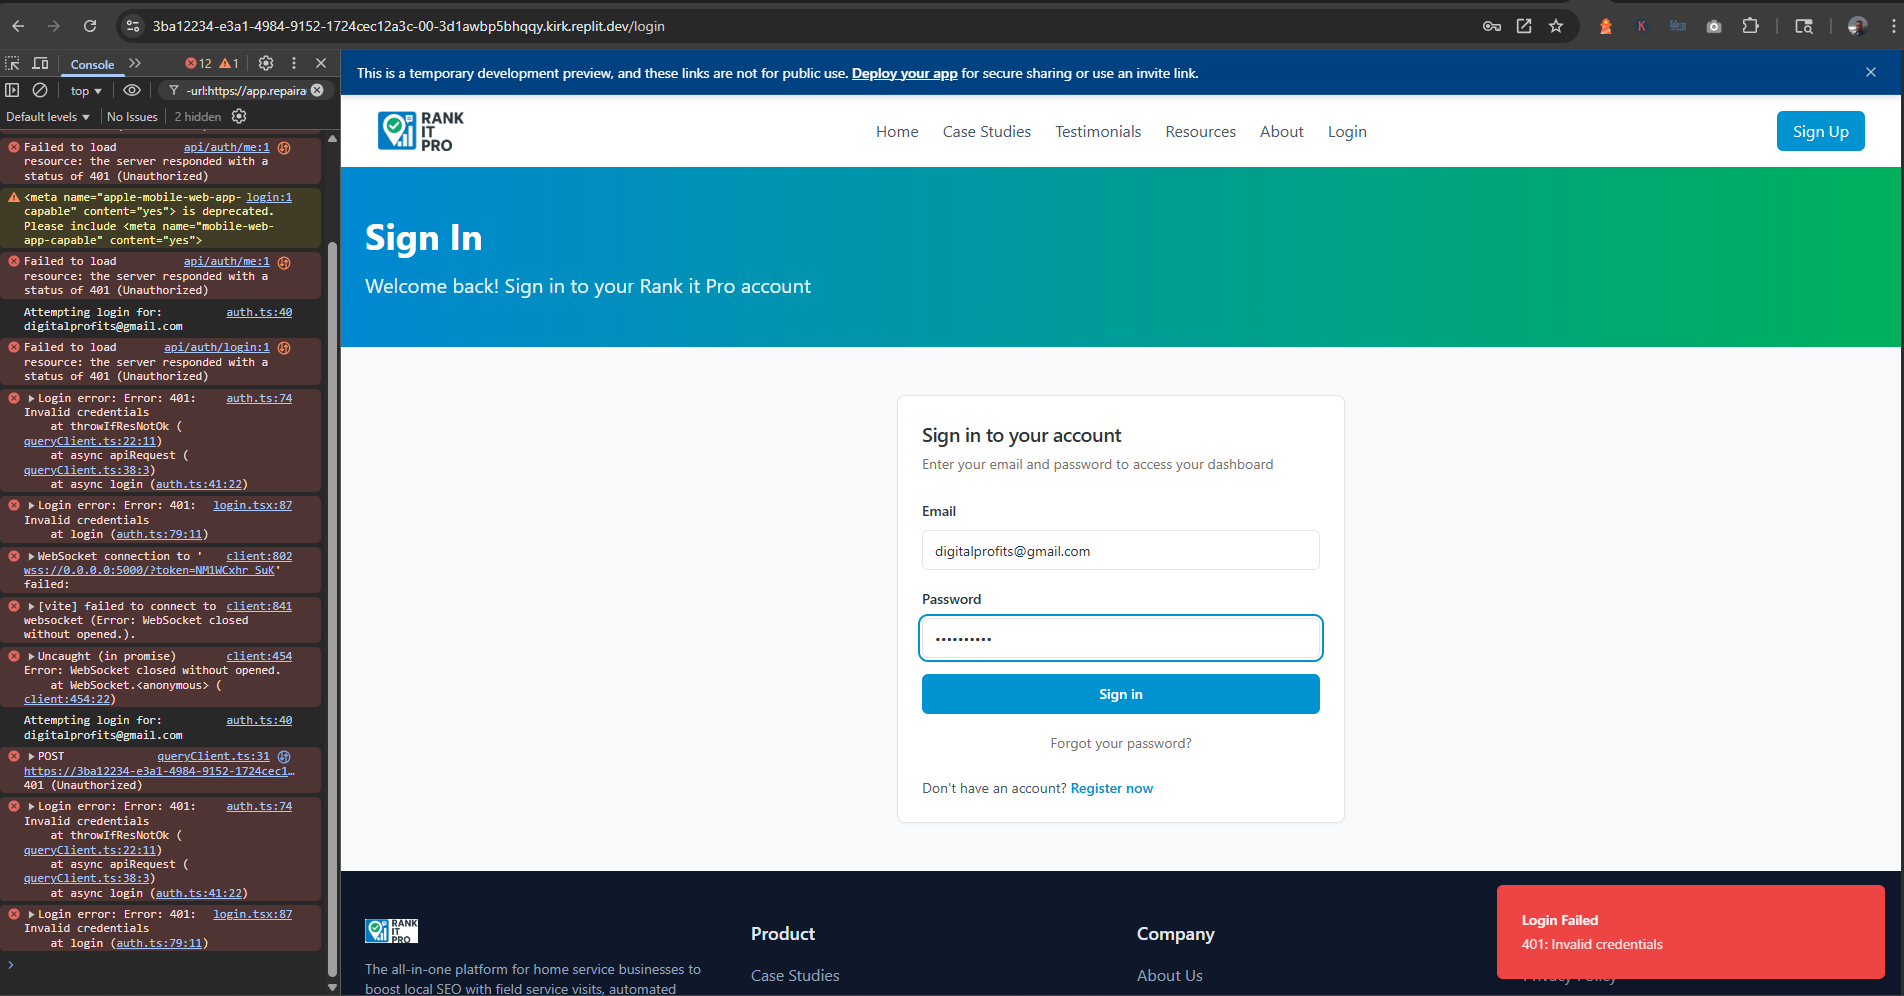 3ba12234-e3a1-4984-9152-1724cec12a3c-00-3d1awbp5bhqqy.kirk.replit.dev/login
Console
12
1
top
-url:https://app.repaira
Default levels
No Issues
2 hidden
Failed to load api/auth/me:1
resource: the server responded with a
status of 401 (Unauthorized)
<meta name="apple-mobile-web-app- login:1
capable" content="yes"> is deprecated.
Please include <meta name="mobile-web-
app-capable" content="yes">
Failed to load api/auth/me:1
resource: the server responded with a
status of 401 (Unauthorized)
Attempting login for: auth.ts:40
digitalprofits@gmail.com
Failed to load api/auth/login:1
resource: the server responded with a
status of 401 (Unauthorized)
Login error: Error: 401: auth.ts:74
Invalid credentials
at throwIfResNotOk (
queryClient.ts:22:11)
at async apiRequest (
queryClient.ts:38:3)
at async login (auth.ts:41:22)
Login error: Error: 401: login.tsx:87
Invalid credentials
at login (auth.ts:79:11)
WebSocket connection to ' client:802
wss://0.0.0.0:5000/?token=NM1WCxhr_SuK'
failed:
[vite] failed to connect to client:841
websocket (Error: WebSocket closed
without opened.).
Uncaught (in promise) client:454
Error: WebSocket closed without opened.
at WebSocket.<anonymous> (
client:454:22)
Attempting login for: auth.ts:40
digitalprofits@gmail.com
POST queryClient.ts:31
https://3ba12234-e3a1-4984-9152-1724cec1…
401 (Unauthorized)
Login error: Error: 401: auth.ts:74
Invalid credentials
at throwIfResNotOk (
queryClient.ts:22:11)
at async apiRequest (
queryClient.ts:38:3)
at async login (auth.ts:41:22)
Login error: Error: 401: login.tsx:87
Invalid credentials
at login (auth.ts:79:11)
This is a temporary development preview, and these links are not for public use. Deploy your app for secure sharing or use an invite link.
RANK
IT
PRO
Home
Case Studies
Testimonials
Resources
About
Login
Sign Up
Sign In
Welcome back! Sign in to your Rank it Pro account
Sign in to your account
Enter your email and password to access your dashboard
Email
digitalprofits@gmail.com
Password
••••••••••
Sign in
Forgot your password?
Don't have an account? Register now
RANK
IT
PRO
The all-in-one platform for home service businesses to
boost local SEO with field service visits, automated
Product
Case Studies
Company
About Us
Login Failed
401: Invalid credentials
Privacy Policy